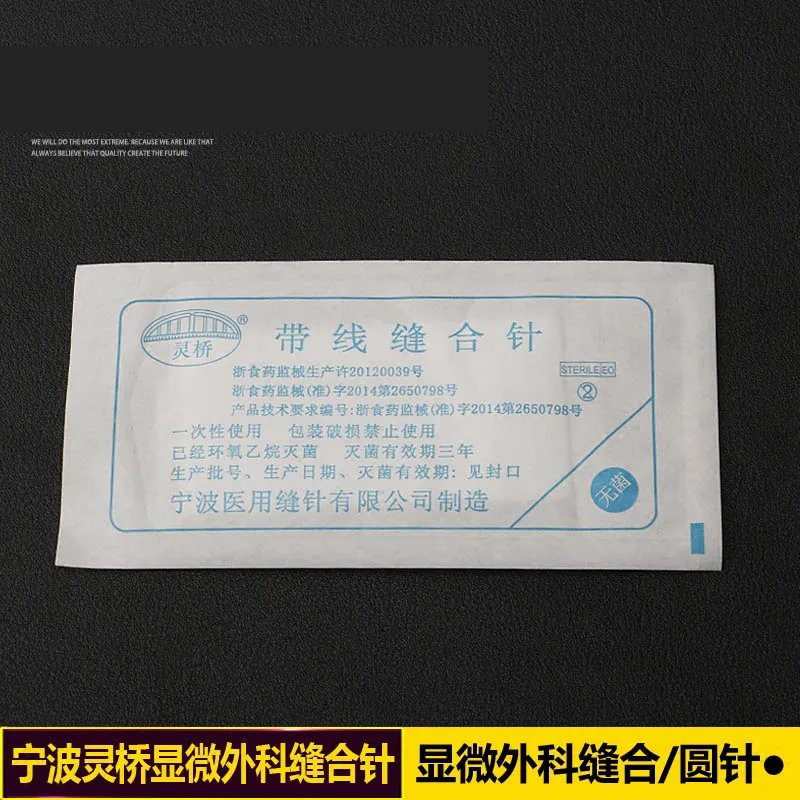 WE WILL DO THE MOST EXTREME. BECAUSE WE ARE LIKE THAT
ALWAYS BELIEVE THAT QUALITY CREATE THE FUTURE
灵桥®
带线缝合针
浙食药监械生产许20120039号
浙食药监械(准)字2014第2650798号
STERILE EO
产品技术要求编号:浙食药监械(准)字2014第2650798号
②
一次性使用 包装破损禁止使用
已经环氧乙烷灭菌 灭菌有效期三年
生产批号、生产日期、灭菌有效期:见封口
无菌
宁波医用缝针有限公司制造
宁波灵桥显微外科缝合针
显微外科缝合/圆针●